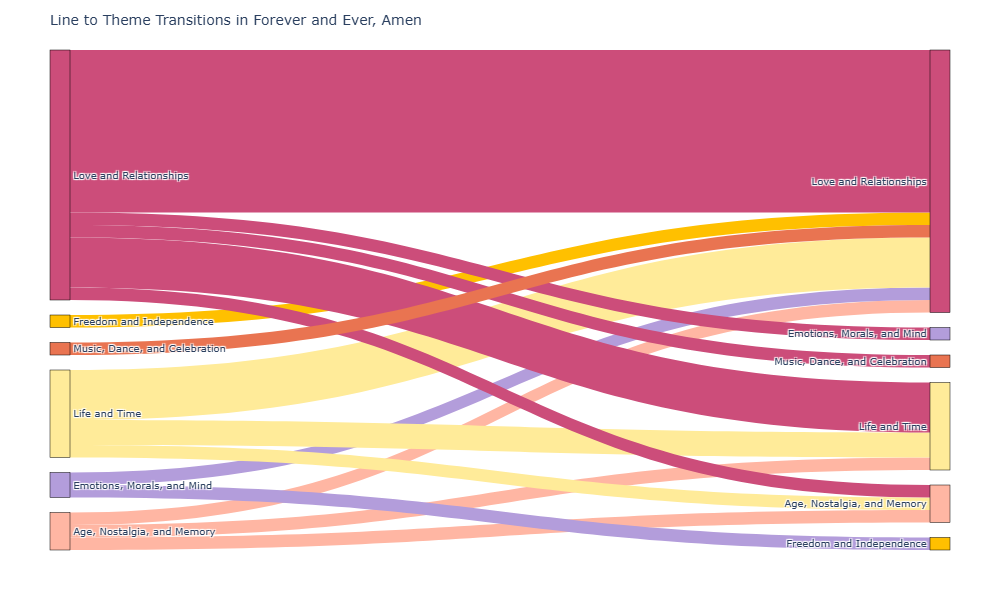 Line to Theme Transitions in Forever and Ever, Amen
Love and Relationships
Freedom and Independence
Music, Dance, and Celebration
Life and Time
Emotions, Morals, and Mind
Age, Nostalgia, and Memory
Love and Relationships
Emotions, Morals, and Mind
Music, Dance, and Celebration
Life and Time
Age, Nostalgia, and Memory
Freedom and Independence